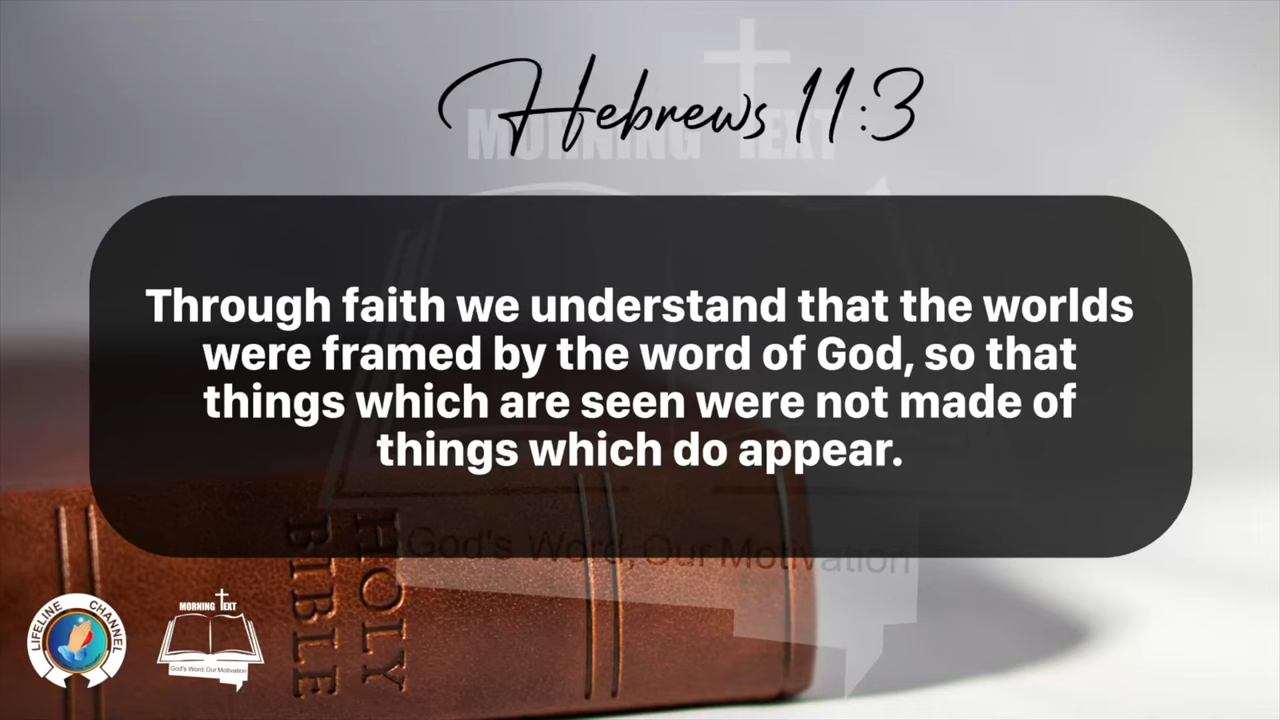 Hebrews 11:3
MORNING TEXT
Through faith we understand that the worlds
were framed by the word of God, so that
things which are seen were not made of
things which do appear.
God's Word, Our Motivation
HOLY
BIBLE
LIFELINE CHANNEL
MORNING TEXT
God's Word, Our Motivation